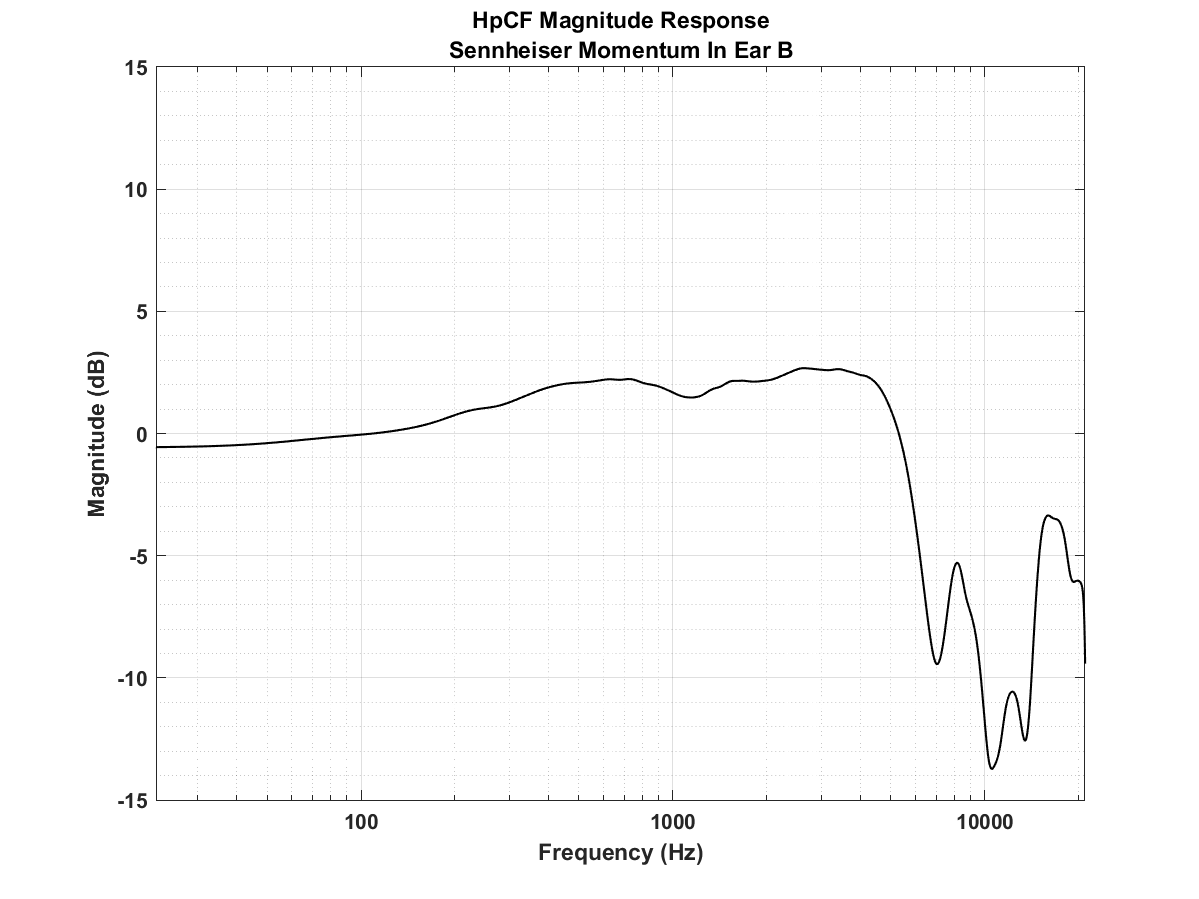 HpCF Magnitude Response
Sennheiser Momentum In Ear B
15
10
5
0
-5
-10
-15
Magnitude (dB)
100
1000
10000
Frequency (Hz)